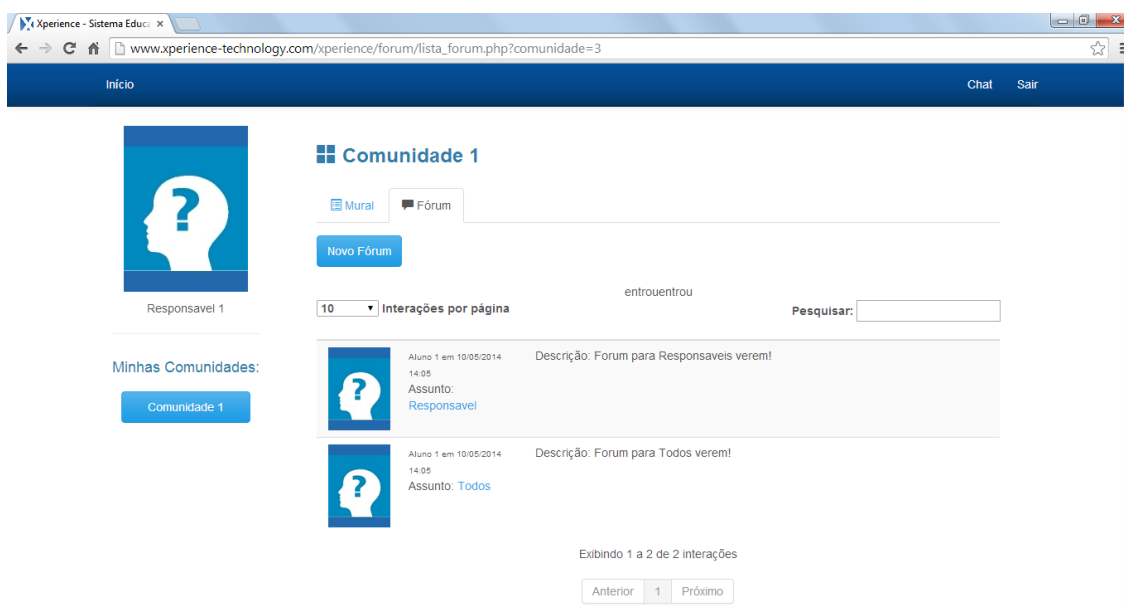 Xperience - Sistema Educ
www.xperience-technology.com/xperience/forum/lista_forum.php?comunidade=3
Início Chat Sair
Comunidade 1
Mural Fórum
Novo Fórum
entrouentrou
Responsavel 1
10 Interações por página
Pesquisar:
Minhas Comunidades:
Comunidade 1
Aluno 1 em 10/05/2014
14:05
Assunto:
Responsavel
Descrição: Forum para Responsaveis verem!
Aluno 1 em 10/05/2014
14:05
Assunto: Todos
Descrição: Forum para Todos verem!
Exibindo 1 a 2 de 2 interações
Anterior 1 Próximo